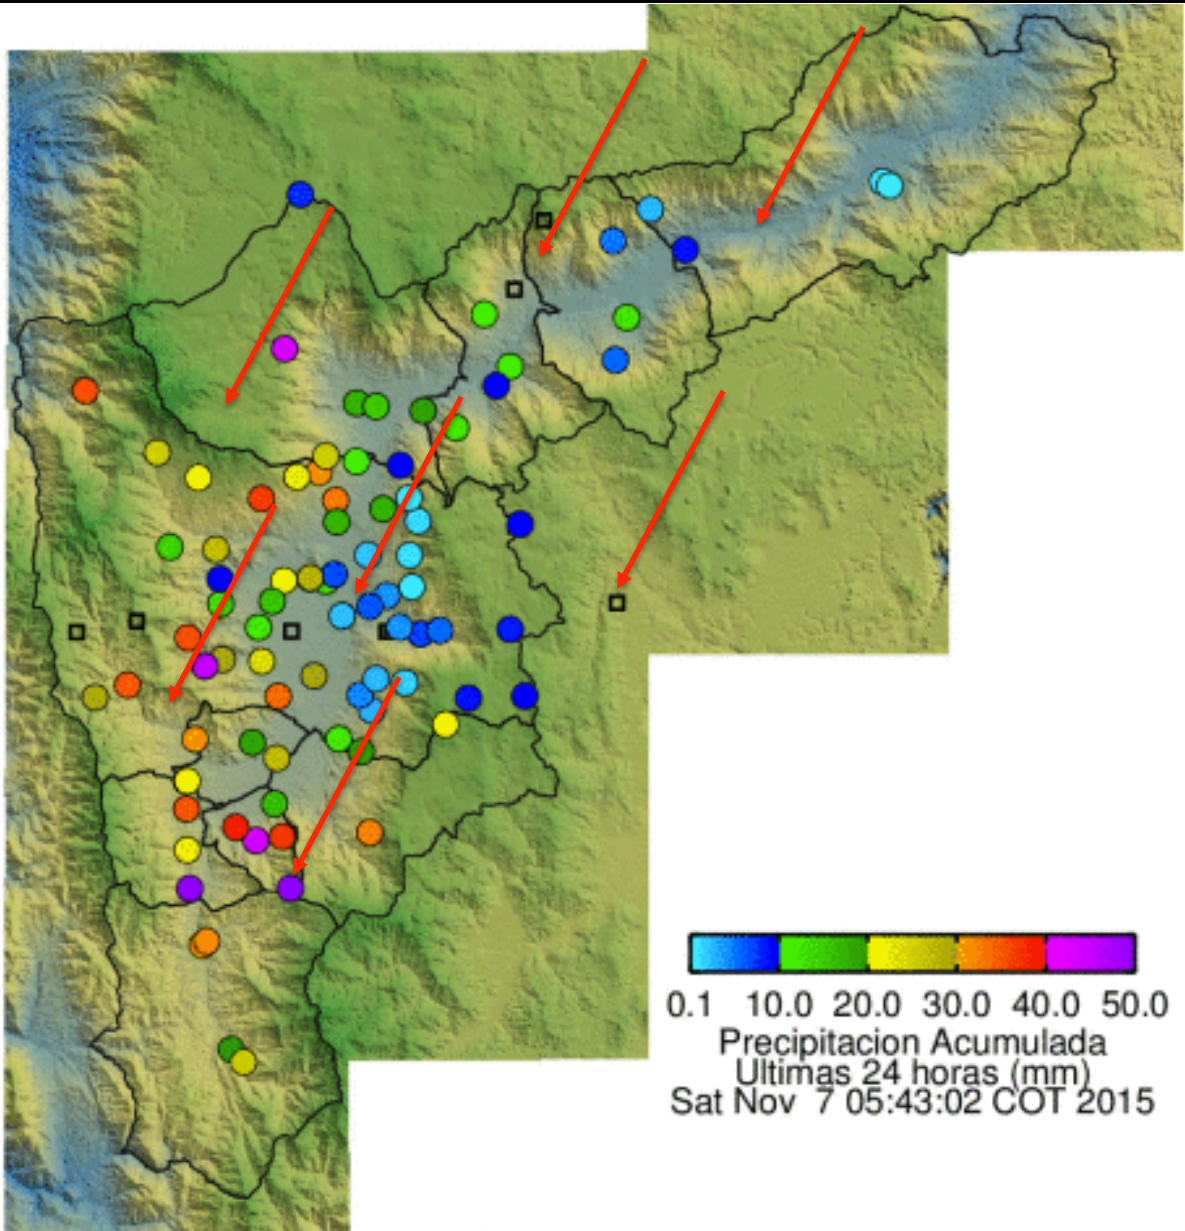 0.1 10.0 20.0 30.0 40.0 50.0
Precipitacion Acumulada
Ultimas 24 horas (mm)
Sat Nov 7 05:43:02 COT 2015